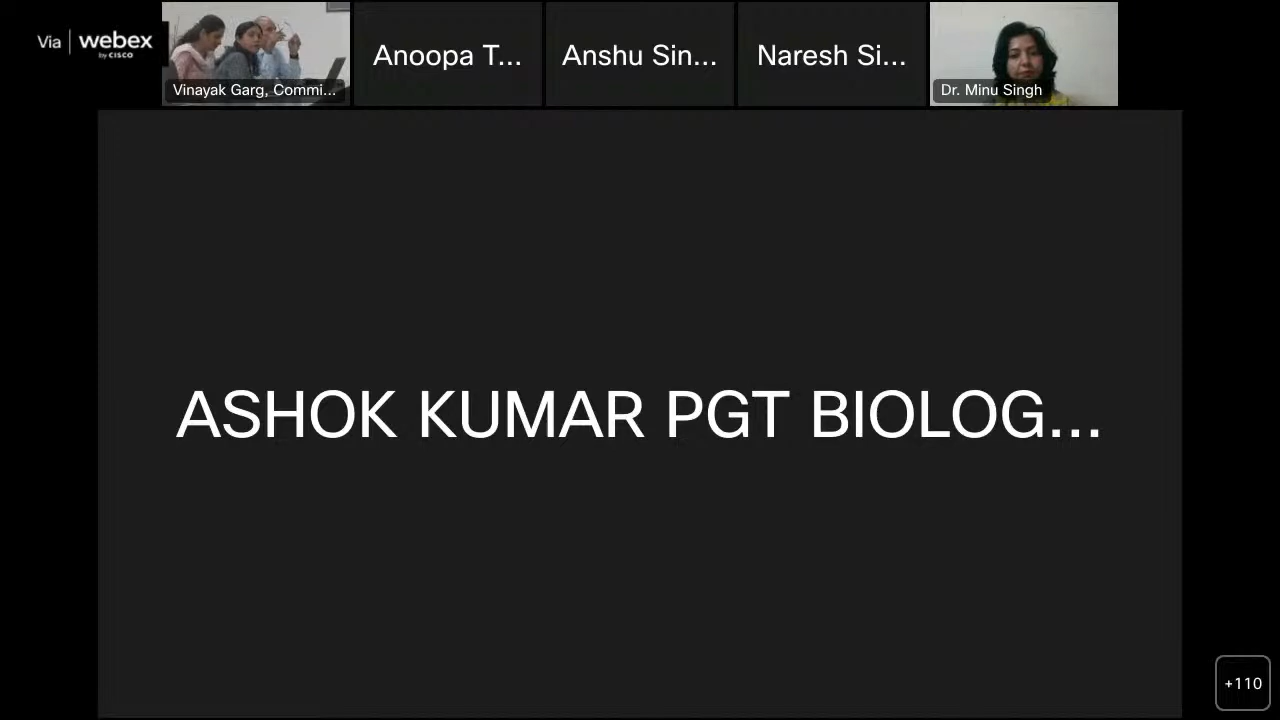 Via webex
by CISCO
Vinayak Garg, Commi...
Anoopa T...
Anshu Sin...
Naresh Si...
Dr. Minu Singh
ASHOK KUMAR PGT BIOLOG...
+110